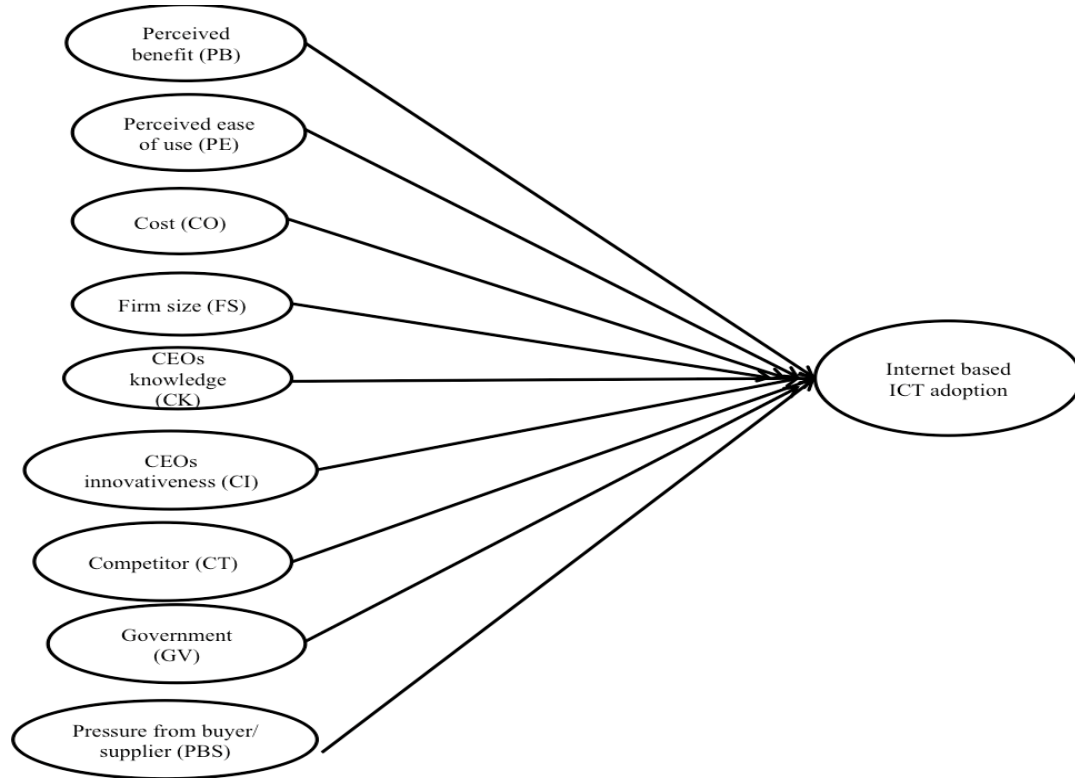 Perceived
benefit (PB)
Perceived ease
of use (PE)
Cost (CO)
Firm size (FS)
CEOs
knowledge
(CK)
CEOs
innovativeness (CI)
Competitor (CT)
Government
(GV)
Pressure from buyer/
supplier (PBS)
Internet based
ICT adoption